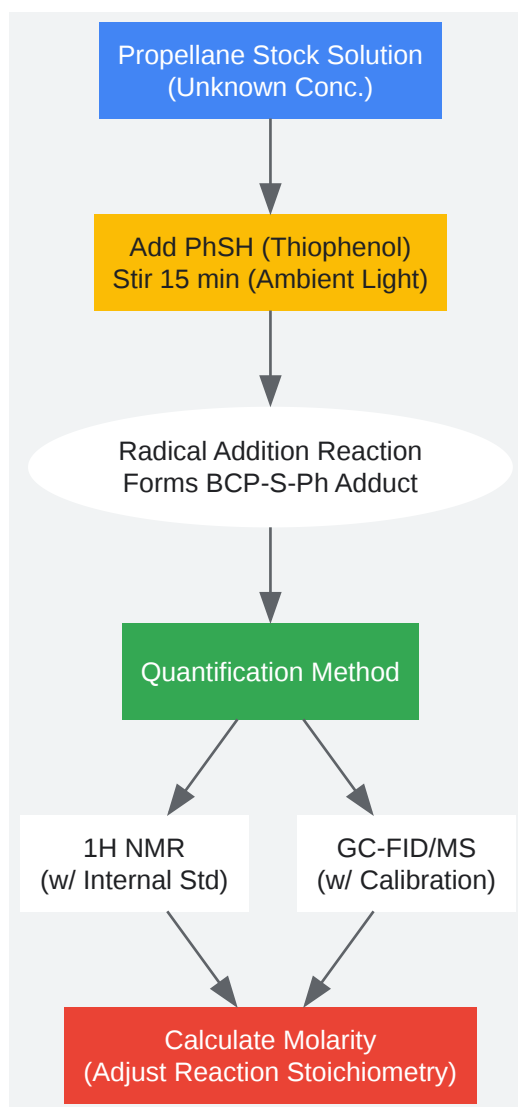 Propellane Stock Solution
(Unknown Conc.)
Add PhSH (Thiophenol)
Stir 15 min (Ambient Light)
Radical Addition Reaction
Forms BCP-S-Ph Adduct
Quantification Method
1H NMR
(w/ Internal Std)
GC-FID/MS
(w/ Calibration)
Calculate Molarity
(Adjust Reaction Stoichiometry)